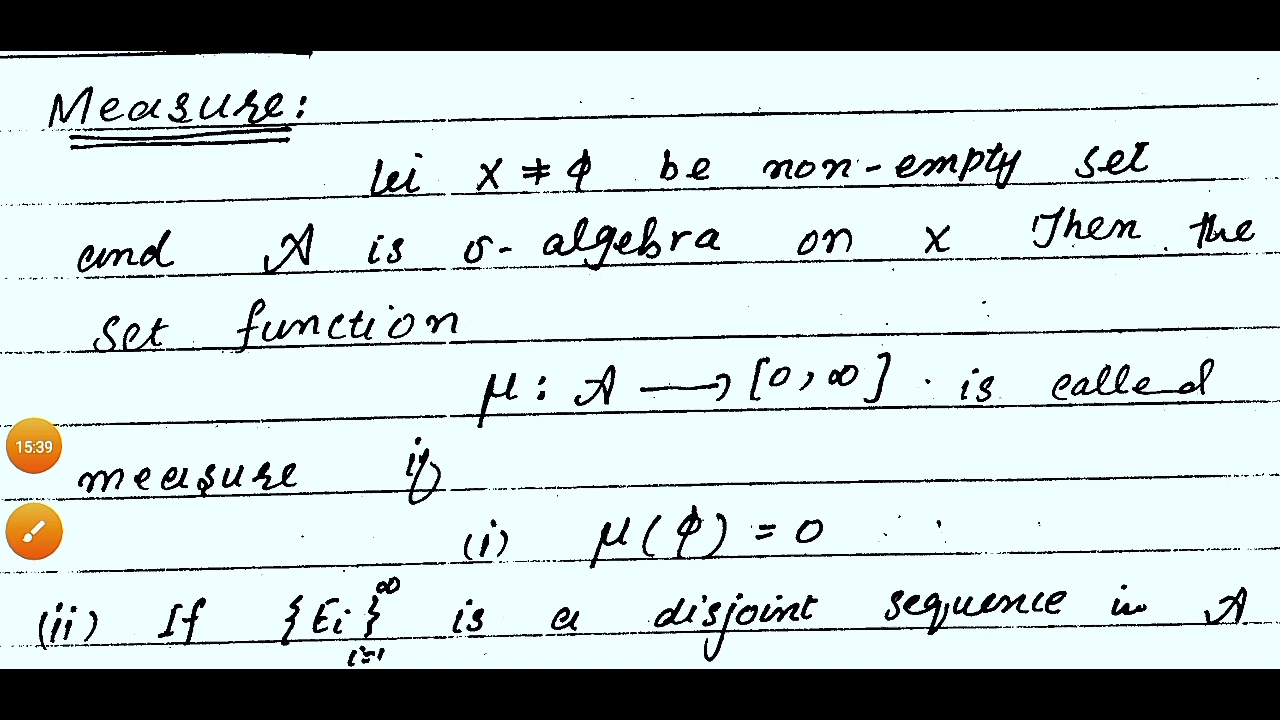 Measure:
Let X ≠ ϕ be non-empty set
and 𝒜 is σ-algebra on X Then the
set function
μ: 𝒜 ⟶ [0, ∞] is called
measure if
15:39
(i) μ(ϕ) = 0
(ii) If {Ei}^∞_{i=1} is a disjoint sequence in 𝒜